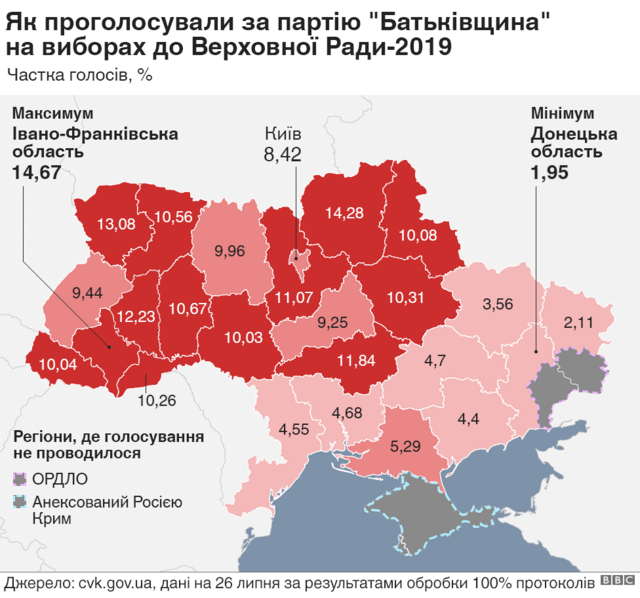 Як проголосували за партію "Батьківщина"
на виборах до Верховної Ради-2019
Частка голосів, %
Максимум
Івано-Франківська
область
14,67
Київ
8,42
Мінімум
Донецька
область
1,95
13,08
10,56
9,96
14,28
10,08
9,44
12,23
10,67
11,07
10,31
3,56
2,11
10,03
9,25
10,04
10,26
11,84
4,7
4,55
4,68
4,4
5,29
Регіони, де голосування
не проводилося
ОРДЛО
Анексований Росією
Крим
Джерело: cvk.gov.ua, дані на 26 липня за результатами обробки 100% протоколів
BBC